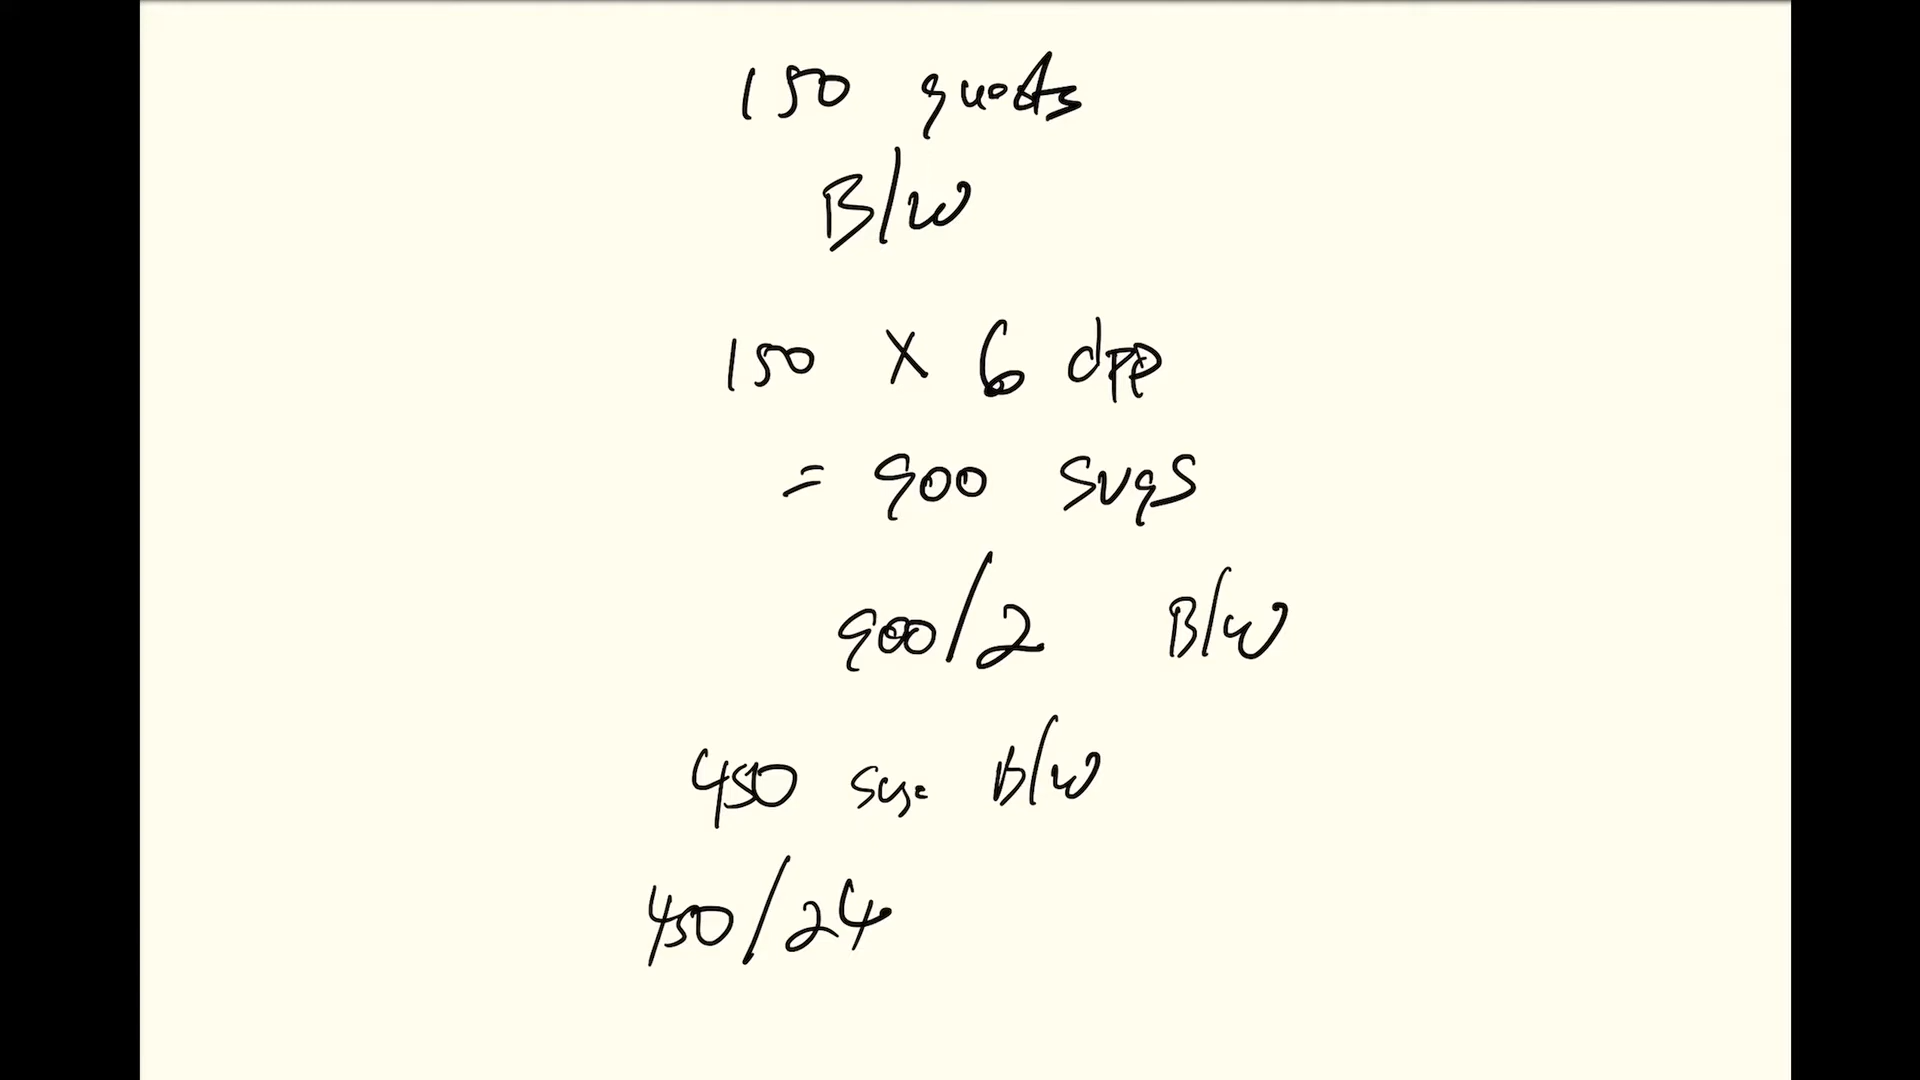 150 quotes
B/W
150 X 6 dpp
= 900 svgs
900/2 B/W
450 svgs B/W
450/24